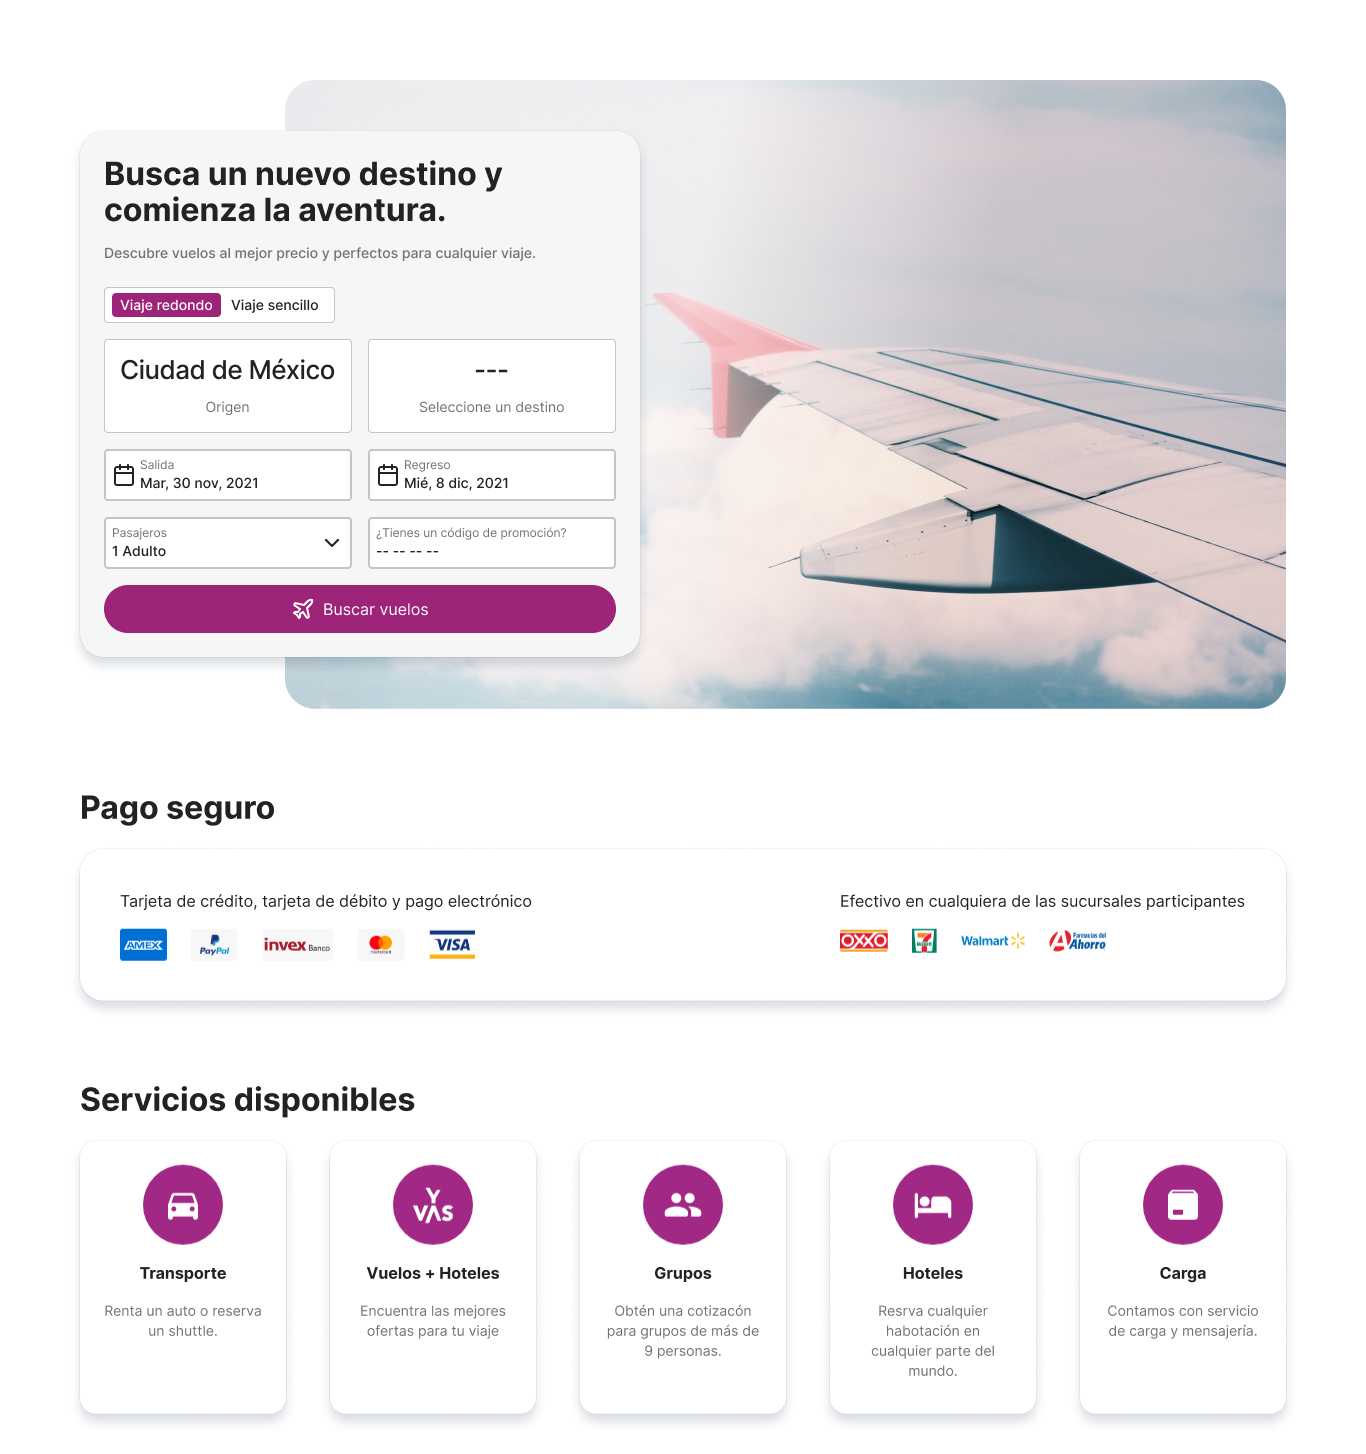 Busca un nuevo destino y
comienza la aventura.
Descubre vuelos al mejor precio y perfectos para cualquier viaje.
Viaje redondo
Viaje sencillo
Ciudad de México
Origen
---
Seleccione un destino
Salida
Mar, 30 nov, 2021
Regreso
Mié, 8 dic, 2021
Pasajeros
1 Adulto
¿Tienes un código de promoción?
-- -- -- --
Buscar vuelos
Pago seguro
Tarjeta de crédito, tarjeta de débito y pago electrónico
AMEX
PayPal
invex Banco
mastercard
VISA
Efectivo en cualquiera de las sucursales participantes
OXXO
7
ELEVEN
Walmart
Farmacias del
Ahorro
Servicios disponibles
Y
VAS
Transporte
Renta un auto o reserva
un shuttle.
Vuelos + Hoteles
Encuentra las mejores
ofertas para tu viaje
Grupos
Obtén una cotizacón
para grupos de más de
9 personas.
Hoteles
Resrva cualquier
habotación en
cualquier parte del
mundo.
Carga
Contamos con servicio
de carga y mensajería.